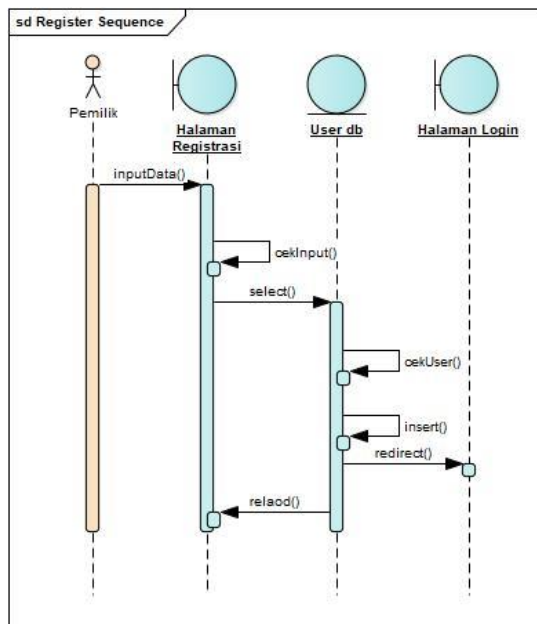 sd Register Sequence
Pemilik
Halaman
Registrasi
User db
Halaman Login
inputData()
cekInput()
select()
cekUser()
insert()
redirect()
relaod()